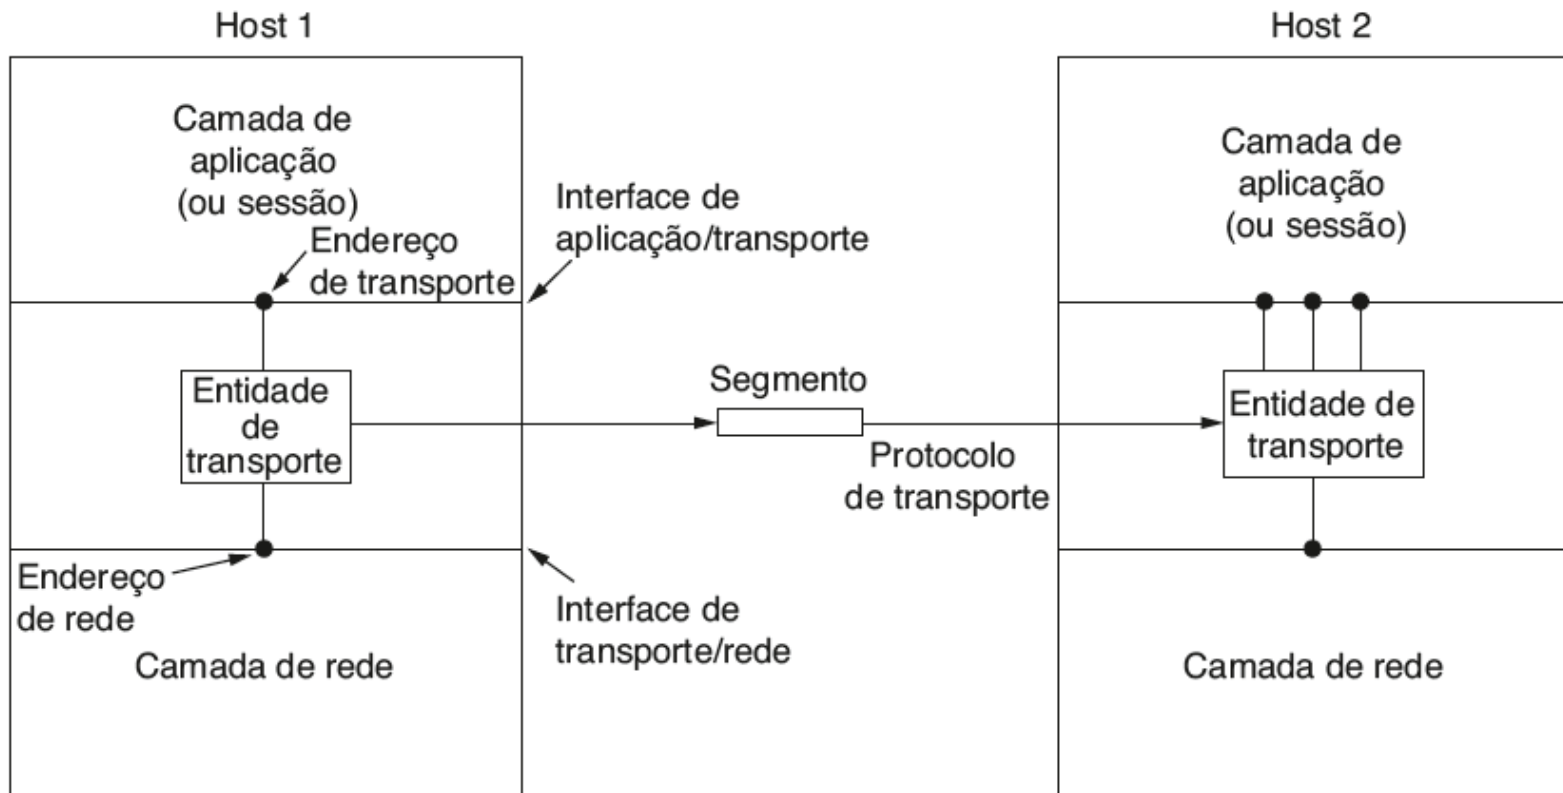 Host 1
Camada de
aplicação
(ou sessão)
Endereço
de transporte
Interface de
aplicação/transporte
Entidade
de
transporte
Segmento
Protocolo
de transporte
Endereço
de rede
Camada de rede
Interface de
transporte/rede
Host 2
Camada de
aplicação
(ou sessão)
Entidade de
transporte
Camada de rede